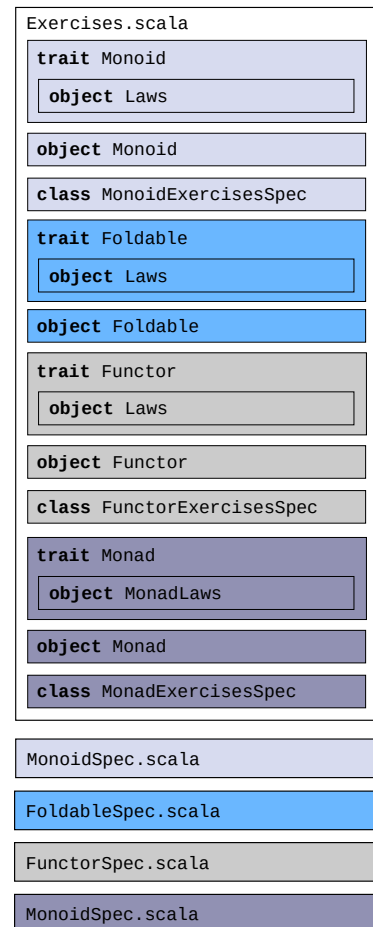 Exercises.scala
trait Monoid
object Laws
object Monoid
class MonoidExercisesSpec
trait Foldable
object Laws
object Foldable
trait Functor
object Laws
object Functor
class FunctorExercisesSpec
trait Monad
object MonadLaws
object Monad
class MonadExercisesSpec
MonoidSpec.scala
FoldableSpec.scala
FunctorSpec.scala
MonoidSpec.scala